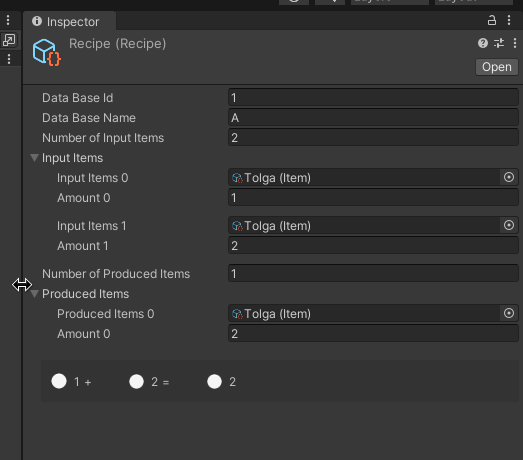 Inspector
Recipe (Recipe)
Open
Data Base Id 1
Data Base Name A
Number of Input Items 2
Input Items
Input Items 0 Tolga (Item)
Amount 0 1
Input Items 1 Tolga (Item)
Amount 1 2
Number of Produced Items 1
Produced Items
Produced Items 0 Tolga (Item)
Amount 0 2
1 + 2 = 2